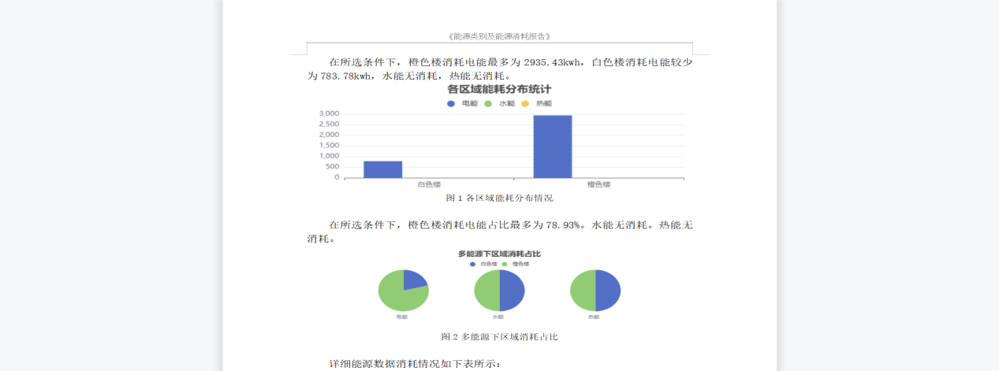 《能源类别及能源消耗报告》
在所选条件下，橙色楼消耗电能最多为 2935.43kwh，白色楼消耗电能较少
为 783.78kwh，水能无消耗，热能无消耗。
各区域能耗分布统计
电能 水能 热能
3,000
2,500
2,000
1,500
1,000
500
0
白色楼 橙色楼
图 1 各区域能耗分布情况
在所选条件下，橙色楼消耗电能占比最多为 78.93%。水能无消耗。热能无
消耗。
多能源下区域消耗占比
白色楼 橙色楼
电能 水能 热能
图 2 多能源下区域消耗占比
详细能源数据消耗情况如下表所示：